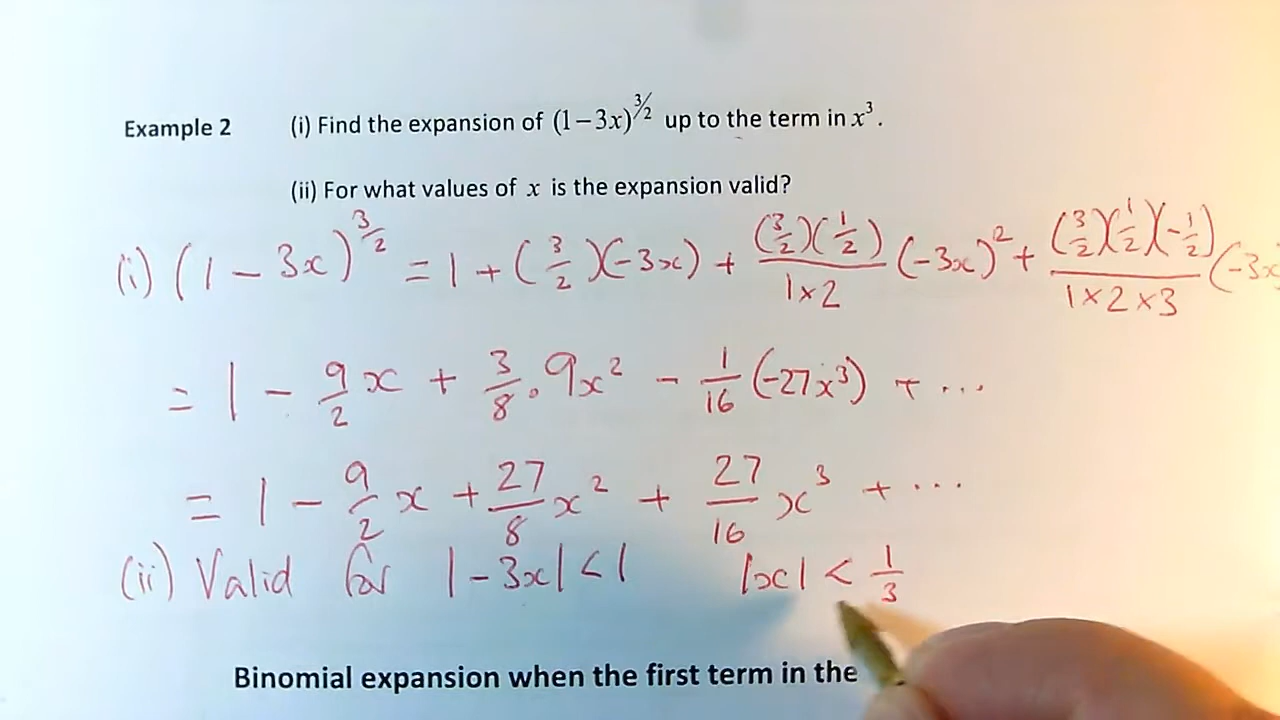 Example 2 (i) Find the expansion of (1−3x)^{3/2} up to the term in x³.
(ii) For what values of x is the expansion valid?
(i) (1 − 3x)^{3/2} = 1 + (3/2)(−3x) + (3/2)(1/2)/(1×2) (−3x)² + (3/2)(1/2)(−1/2)/(1×2×3) (−3x
= 1 − 9/2 x + 3/8 . 9x² − 1/16 (−27x³) + ...
= 1 − 9/2 x + 27/8 x² + 27/16 x³ + ...
(ii) Valid for |−3x| < 1 |x| < 1/3
Binomial expansion when the first term in the